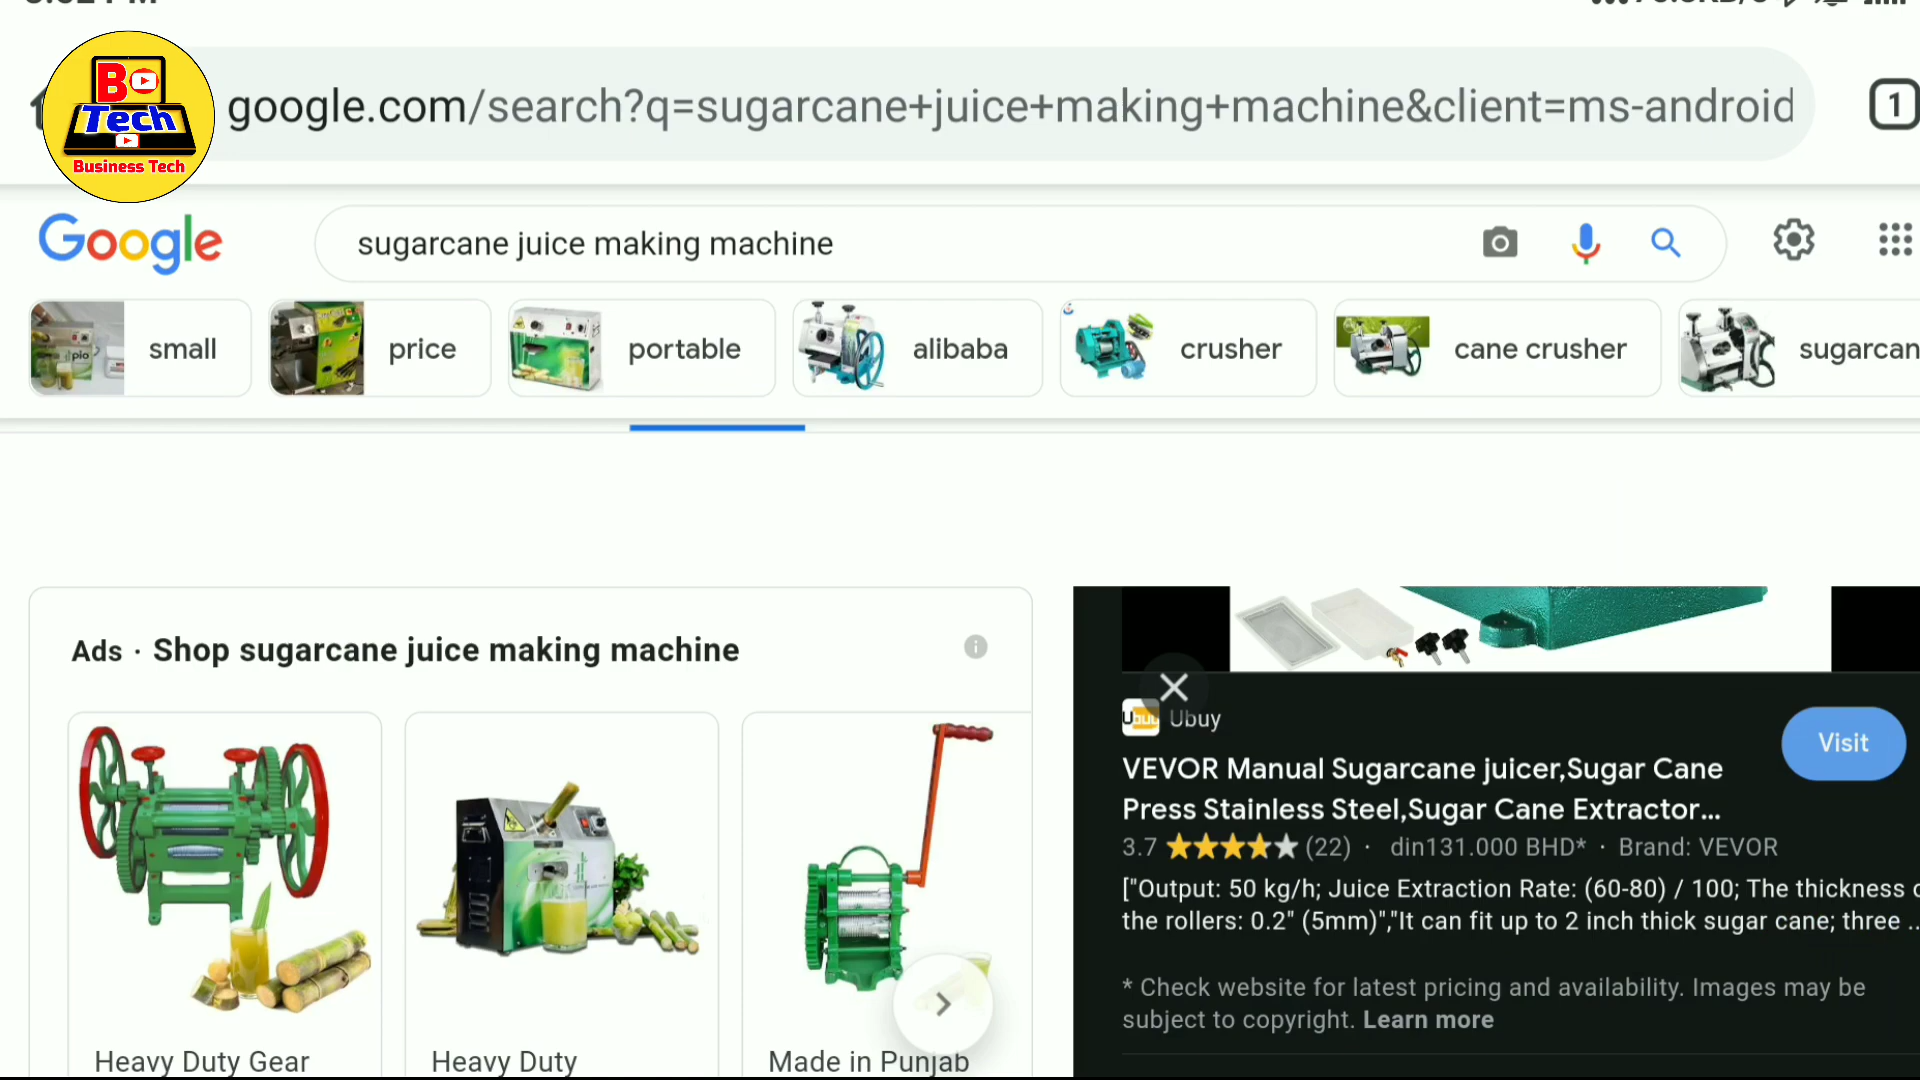 B
Tech
Business Tech
google.com/search?q=sugarcane+juice+making+machine&client=ms-android
1
Google
sugarcane juice making machine
small
price
portable
alibaba
crusher
cane crusher
sugarcan
Ads · Shop sugarcane juice making machine
Heavy Duty Gear
Heavy Duty
Made in Punjab
Ubuy
Visit
VEVOR Manual Sugarcane juicer,Sugar Cane
Press Stainless Steel,Sugar Cane Extractor...
3.7 (22) · din131.000 BHD* · Brand: VEVOR
["Output: 50 kg/h; Juice Extraction Rate: (60-80) / 100; The thickness
the rollers: 0.2" (5mm)","It can fit up to 2 inch thick sugar cane; three ...
* Check website for latest pricing and availability. Images may be
subject to copyright. Learn more